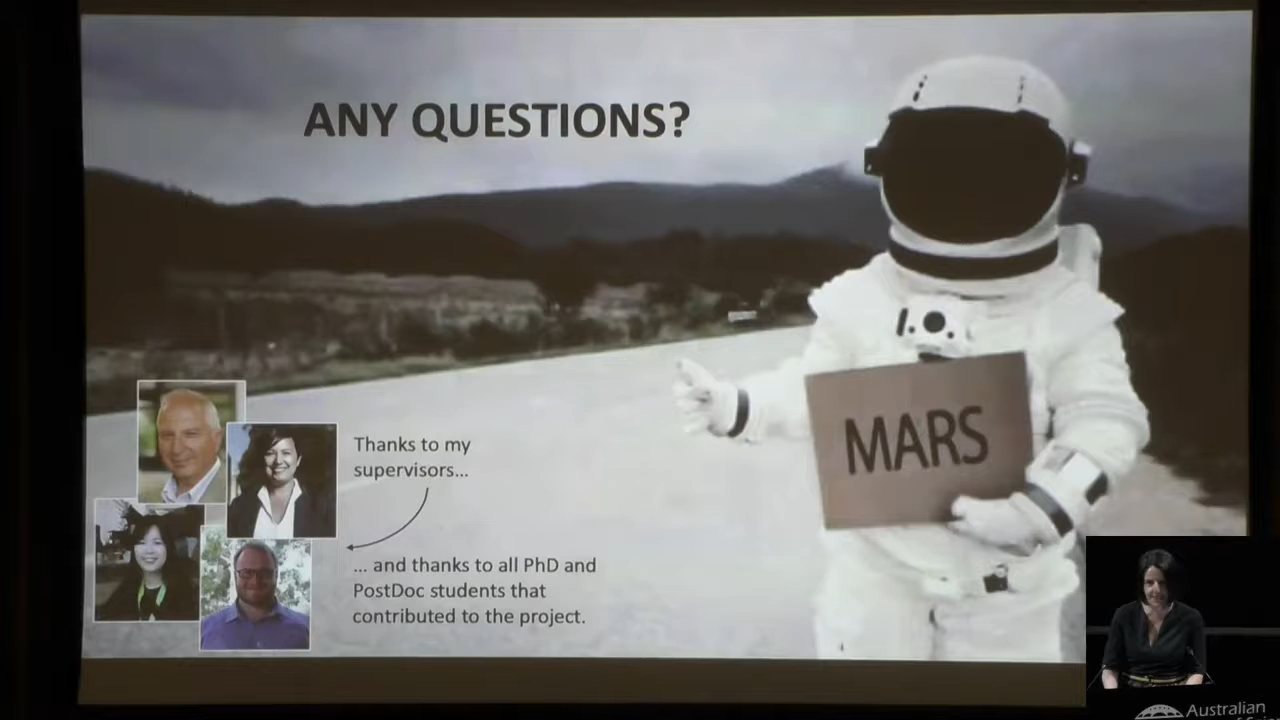 ANY QUESTIONS?
MARS
Thanks to my
supervisors...
... and thanks to all PhD and
PostDoc students that
contributed to the project.
Australian